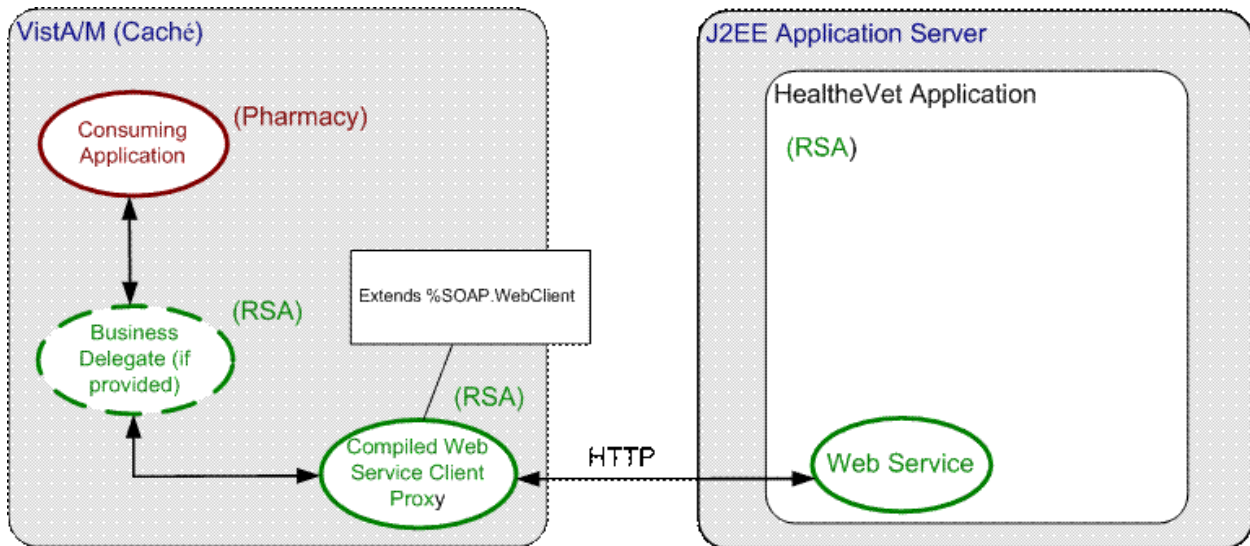 VistA/M (Caché)
Consuming
Application
(Pharmacy)
Business
Delegate (if
provided)
(RSA)
Extends %SOAP.WebClient
(RSA)
Compiled Web
Service Client
Proxy
HTTP
J2EE Application Server
HealtheVet Application
(RSA)
Web Service